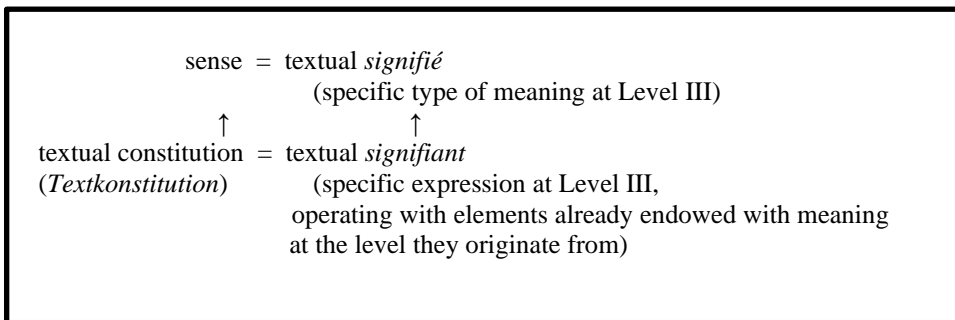 sense = textual signifié
(specific type of meaning at Level III)
↑ ↑
textual constitution = textual signifiant
(Textkonstitution) (specific expression at Level III,
operating with elements already endowed with meaning
at the level they originate from)